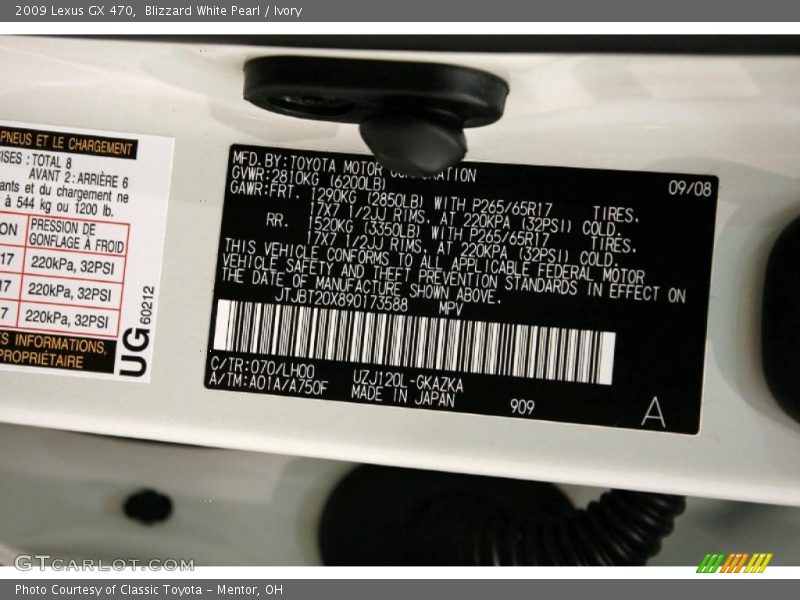 2009 Lexus GX 470, Blizzard White Pearl / Ivory
PNEUS ET LE CHARGEMENT
TOTAL 8
AVANT 2: ARRIÈRE 6
et du chargement ne
à 544 kg ou 1200 lb.
PRESSION DE
GONFLAGE À FROID
17 220kPa, 32PSI
17 220kPa, 32PSI
7 220kPa, 32PSI
INFORMATIONS,
PROPRIÉTAIRE
UG 60212
MFD. BY: TOYOTA MOTOR
09/08
GVWR: 2810KG (6200LB)
GAWR: FRT. 1290KG (2850LB) WITH P265/65R17 TIRES.
17X7 1/2JJ RIMS, AT 220KPA (32PSI) COLD.
RR. 1520KG (3350LB) WITH P265/65R17 TIRES.
17X7 1/2JJ RIMS, AT 220KPA (32PSI) COLD.
THIS VEHICLE CONFORMS TO ALL APPLICABLE FEDERAL MOTOR
VEHICLE SAFETY AND THEFT PREVENTION STANDARDS IN EFFECT ON
THE DATE OF MANUFACTURE SHOWN ABOVE.
JTJBT20X890173588 MPV
C/TR: 070/LH00 UZJ120L-GKAZKA
A/TM: A01A/A750F MADE IN JAPAN 909
A
GTCARLOT.COM
Photo Courtesy of Classic Toyota - Mentor, OH